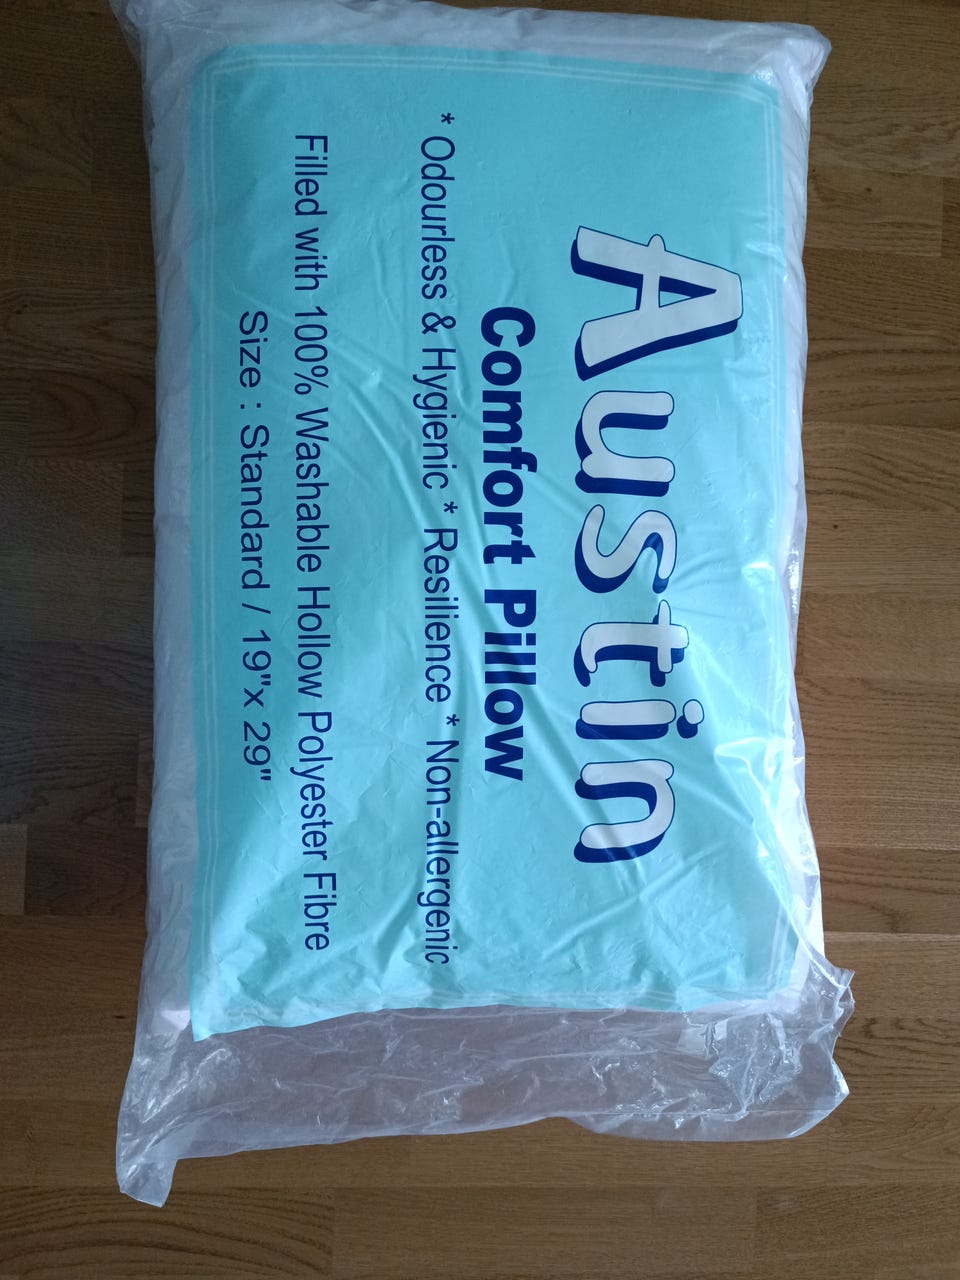 Austin
Comfort Pillow
* Odourless & Hygienic * Resilience * Non-allergenic
Filled with 100% Washable Hollow Polyester Fibre
Size : Standard / 19"x 29"